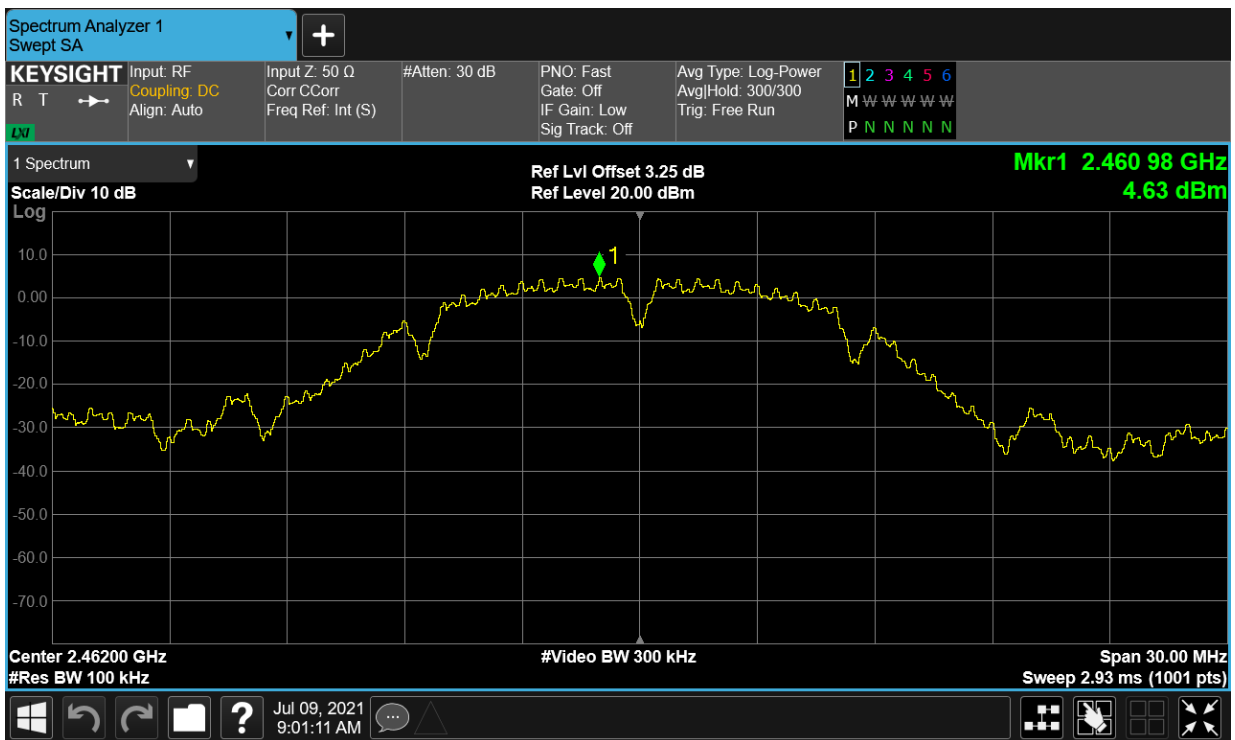 Spectrum Analyzer 1
Swept SA
▼
+
KEYSIGHT
R T
LXI
Input: RF
Coupling: DC
Align: Auto
Input Z: 50 Ω
Corr CCorr
Freq Ref: Int (S)
#Atten: 30 dB
PNO: Fast
Gate: Off
IF Gain: Low
Sig Track: Off
Avg Type: Log-Power
Avg|Hold: 300/300
Trig: Free Run
1 2 3 4 5 6
M W W W W W
P N N N N N
1 Spectrum ▼
Scale/Div 10 dB
Log
Ref Lvl Offset 3.25 dB
Ref Level 20.00 dBm
Mkr1 2.460 98 GHz
4.63 dBm
1
10.0
0.00
-10.0
-20.0
-30.0
-40.0
-50.0
-60.0
-70.0
Center 2.46200 GHz
#Res BW 100 kHz
#Video BW 300 kHz
Span 30.00 MHz
Sweep 2.93 ms (1001 pts)
?
Jul 09, 2021
9:01:11 AM